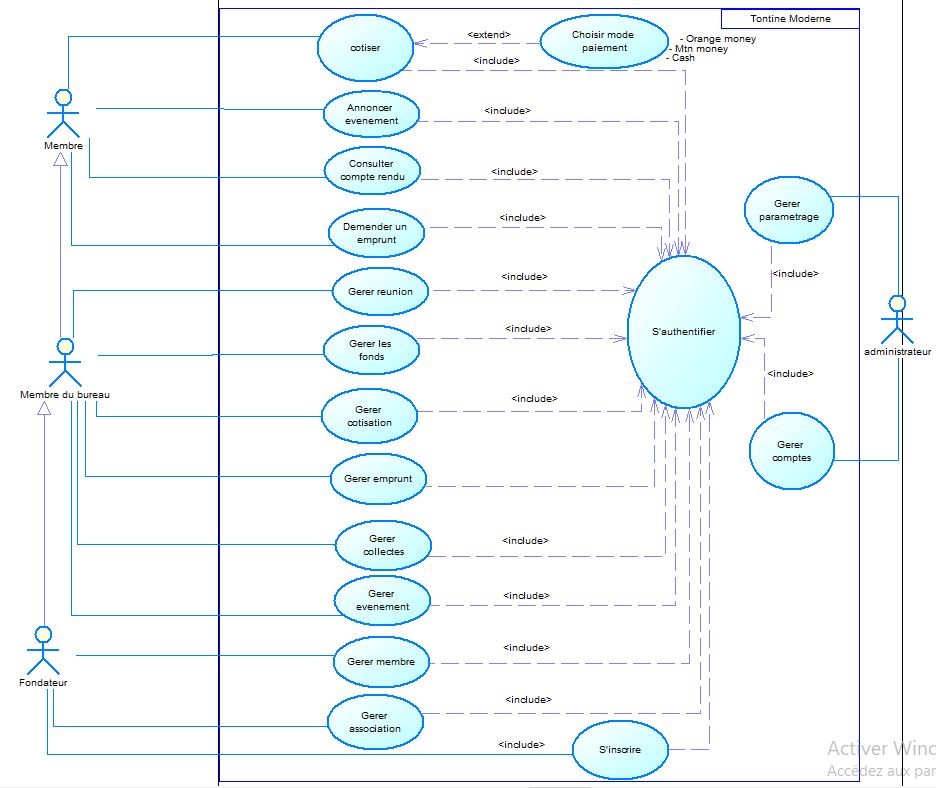 Tontine Moderne
cotiser
<extend>
Choisir mode
paiement
- Orange money
- Mtn money
- Cash
<include>
Annoncer
evenement
<include>
Membre
Consulter
compte rendu
<include>
Demender un
emprunt
<include>
Gerer
parametrage
Gerer reunion
<include>
<include>
S'authentifier
Gerer les
fonds
<include>
administrateur
Membre du bureau
<include>
Gerer
cotisation
<include>
Gerer
comptes
Gerer emprunt
Gerer
collectes
<include>
Gerer
evenement
<include>
Gerer membre
<include>
Fondateur
Gerer
association
<include>
<include>
S'inscrire
Activer Wind
Accédez aux par